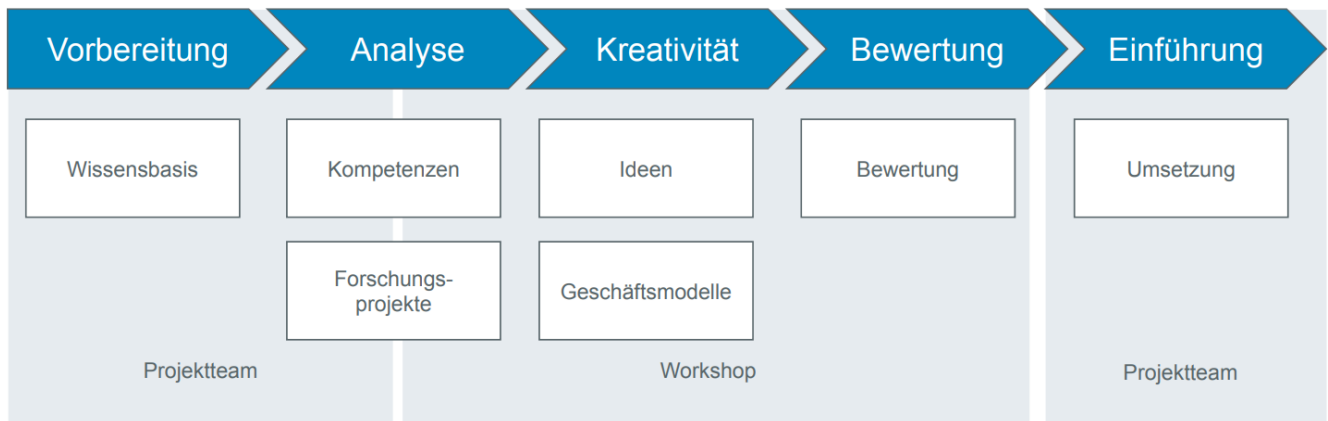 Vorbereitung
Analyse
Kreativität
Bewertung
Einführung
Wissensbasis
Kompetenzen
Ideen
Bewertung
Umsetzung
Forschungs-
projekte
Geschäftsmodelle
Projektteam
Workshop
Projektteam